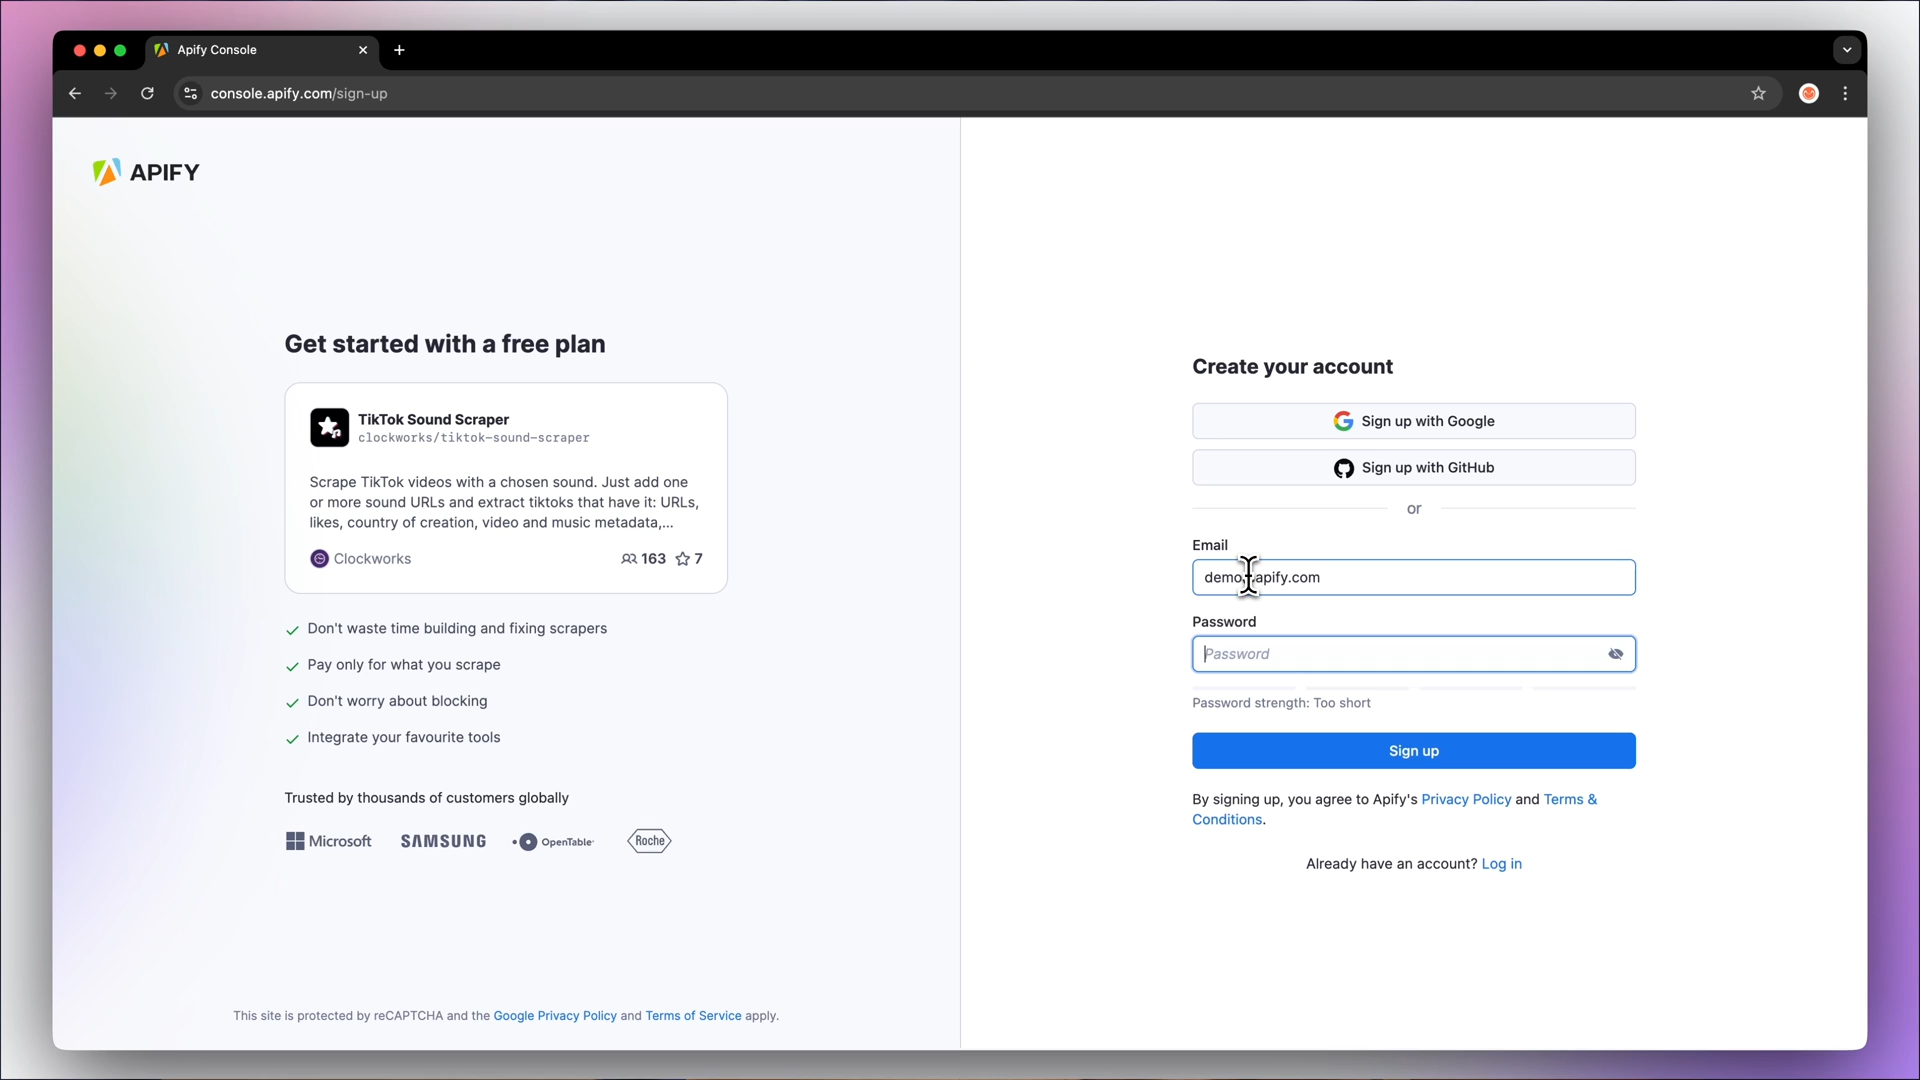 Apify Console
console.apify.com/sign-up
APIFY
Get started with a free plan
TikTok Sound Scraper
clockworks/tiktok-sound-scraper
Scrape TikTok videos with a chosen sound. Just add one
or more sound URLs and extract tiktoks that have it: URLs,
likes, country of creation, video and music metadata,...
Clockworks 163 7
Don't waste time building and fixing scrapers
Pay only for what you scrape
Don't worry about blocking
Integrate your favourite tools
Trusted by thousands of customers globally
Microsoft SAMSUNG OpenTable Roche
This site is protected by reCAPTCHA and the Google Privacy Policy and Terms of Service apply.
Create your account
Sign up with Google
Sign up with GitHub
or
Email
demo apify.com
Password
Password
Password strength: Too short
Sign up
By signing up, you agree to Apify's Privacy Policy and Terms &
Conditions.
Already have an account? Log in